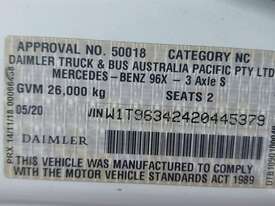 APPROVAL 50018 CATEGORY NC
DAIMLER TRUCK & BUS AUSTRALIA PACIFIC PTY LTD
MERCEDES-BENZ 96X - 3 Axle S
GVM 26,000 kg SEATS 2
05/20 VIN W1T96342420445379
DAIMLER
THIS VEHICLE WAS MANUFACTURED TO COMPLY
WITH THE MOTOR VEHICLE STANDARDS ACT 1989